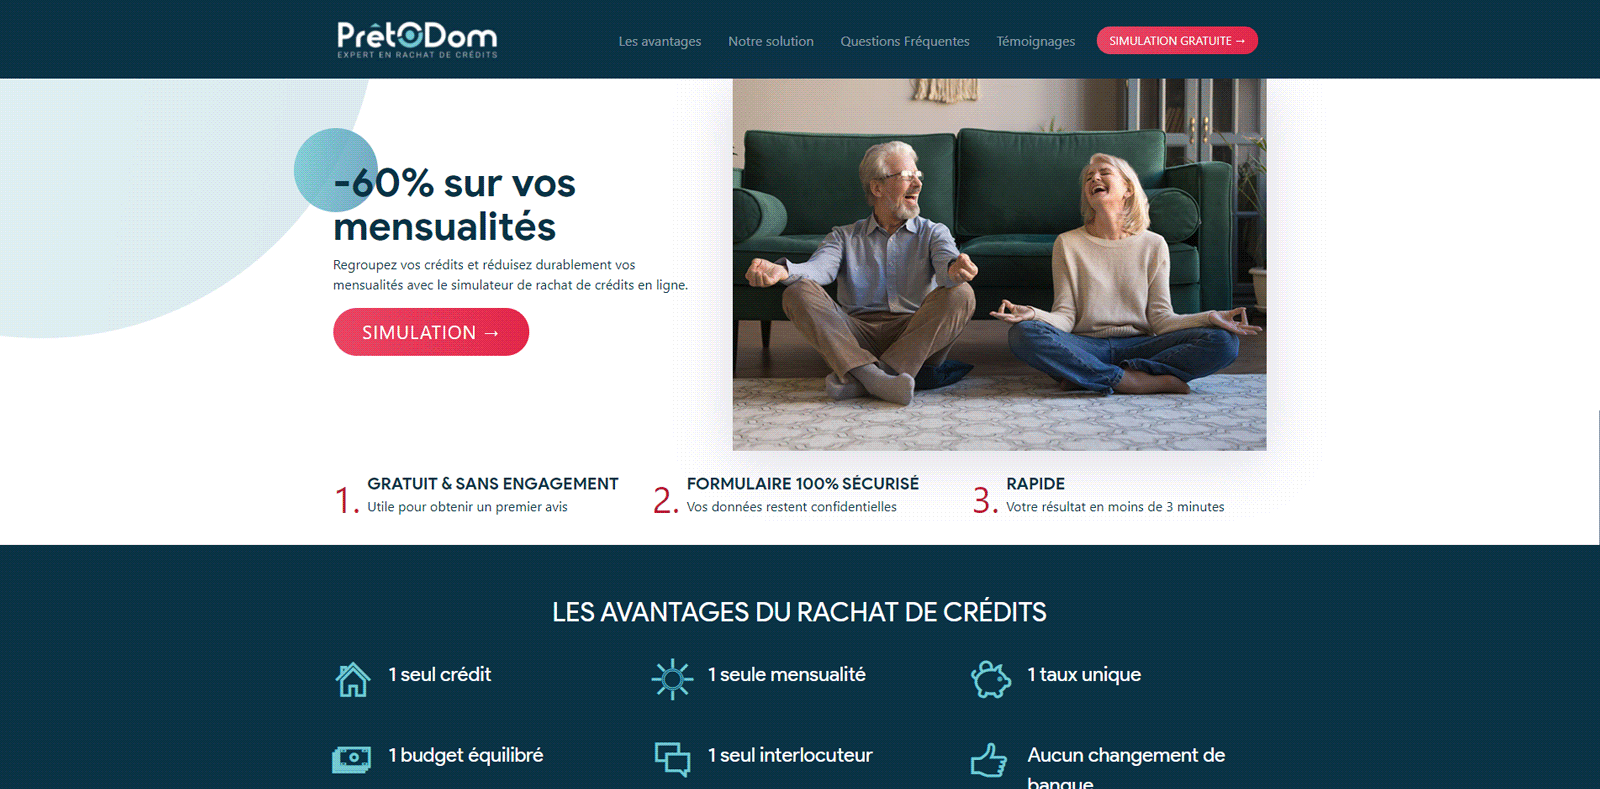 PrêtODom
EXPERT EN RACHAT DE CRÉDITS
Les avantages
Notre solution
Questions Fréquentes
Témoignages
SIMULATION GRATUITE →
-60% sur vos
mensualités
Regroupez vos crédits et réduisez durablement vos
mensualités avec le simulateur de rachat de crédits en ligne.
SIMULATION →
1. GRATUIT & SANS ENGAGEMENT
Utile pour obtenir un premier avis
2. FORMULAIRE 100% SÉCURISÉ
Vos données restent confidentielles
3. RAPIDE
Votre résultat en moins de 3 minutes
LES AVANTAGES DU RACHAT DE CRÉDITS
1 seul crédit
1 seule mensualité
1 taux unique
1 budget équilibré
1 seul interlocuteur
Aucun changement de
banque